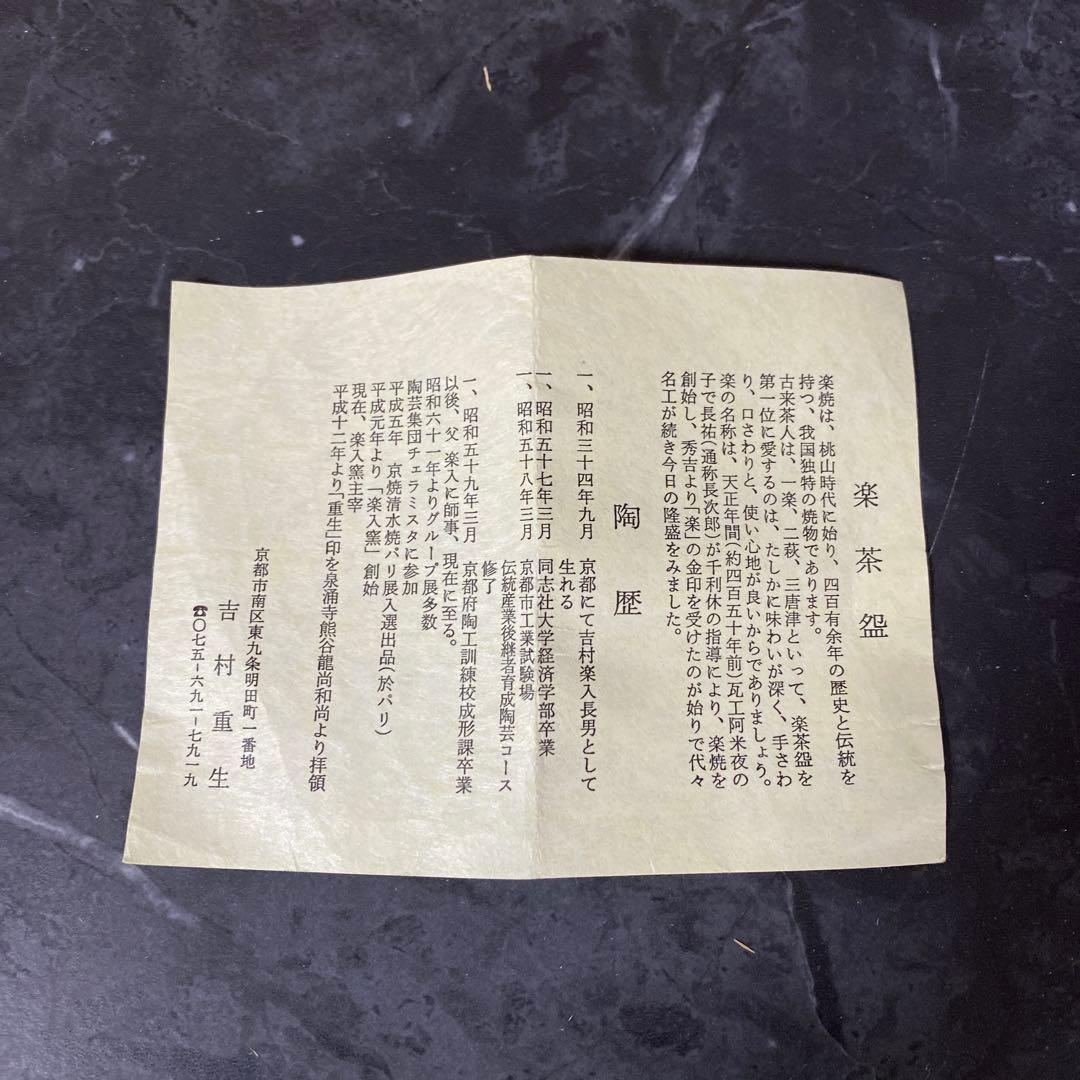 楽茶盌
楽焼は、桃山時代に始り、四百有余年の歴史と伝統を
持つ、我国独特の焼物であります。
古来茶人は、一楽、二萩、三唐津といって、楽茶盌を
第一位に愛するのは、たしかに味わいが深く、手さわ
り、口さわりと、使い心地が良いからでありましょう。
楽の名称は、天正年間(約四百五十年前)瓦工阿米夜の
子で長祐(通称長次郎)が千利休の指導により、楽焼を
創始し、秀吉より「楽」の金印を受けたのが始りで代々
名工が続き今日の隆盛をみました。
陶歴
一、昭和三十四年九月 京都にて吉村楽入長男として
生れる
一、昭和五十七年三月 同志社大学経済学部卒業
一、昭和五十八年三月 京都市工業試験場
伝統産業後継者育成陶芸コース
修了
一、昭和五十九年三月 京都府陶工訓練校成形課卒業
以後、父 楽入に師事、現在に至る。
昭和六十一年よりグループ展多数
陶芸集団チェラミスタに参加
平成五年 京焼清水焼パリ展入選出品(於パリ)
平成元年より「楽入窯」創始
現在、楽入窯主宰
平成十二年より「重生」印を泉涌寺熊谷龍尚和尚より拝領
京都市南区東九条明田町一番地
吉村重生
☎〇七五-六九一-七九一九